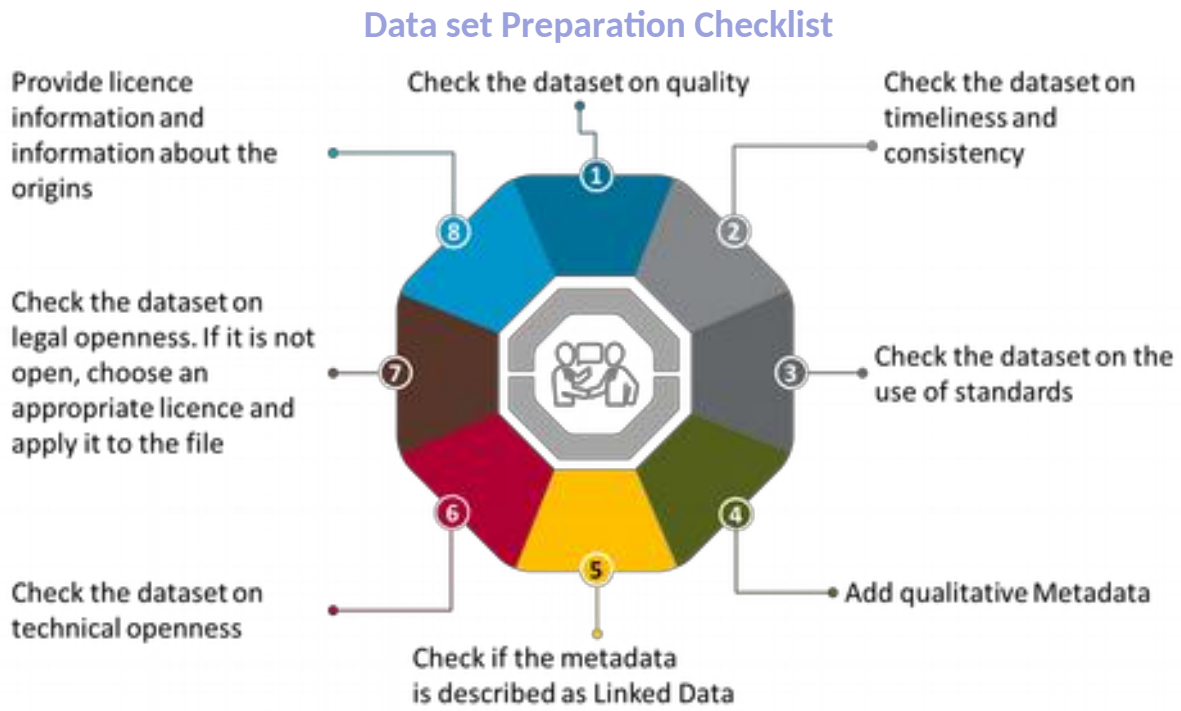 Data set Preparation Checklist
Check the dataset on quality
1
Check the dataset on
timeliness and
consistency
2
Check the dataset on the
use of standards
3
Add qualitative Metadata
4
Check if the metadata
is described as Linked Data
5
Check the dataset on
technical openness
6
Check the dataset on
legal openness. If it is not
open, choose an
appropriate licence and
apply it to the file
7
Provide licence
information and
information about the
origins
8